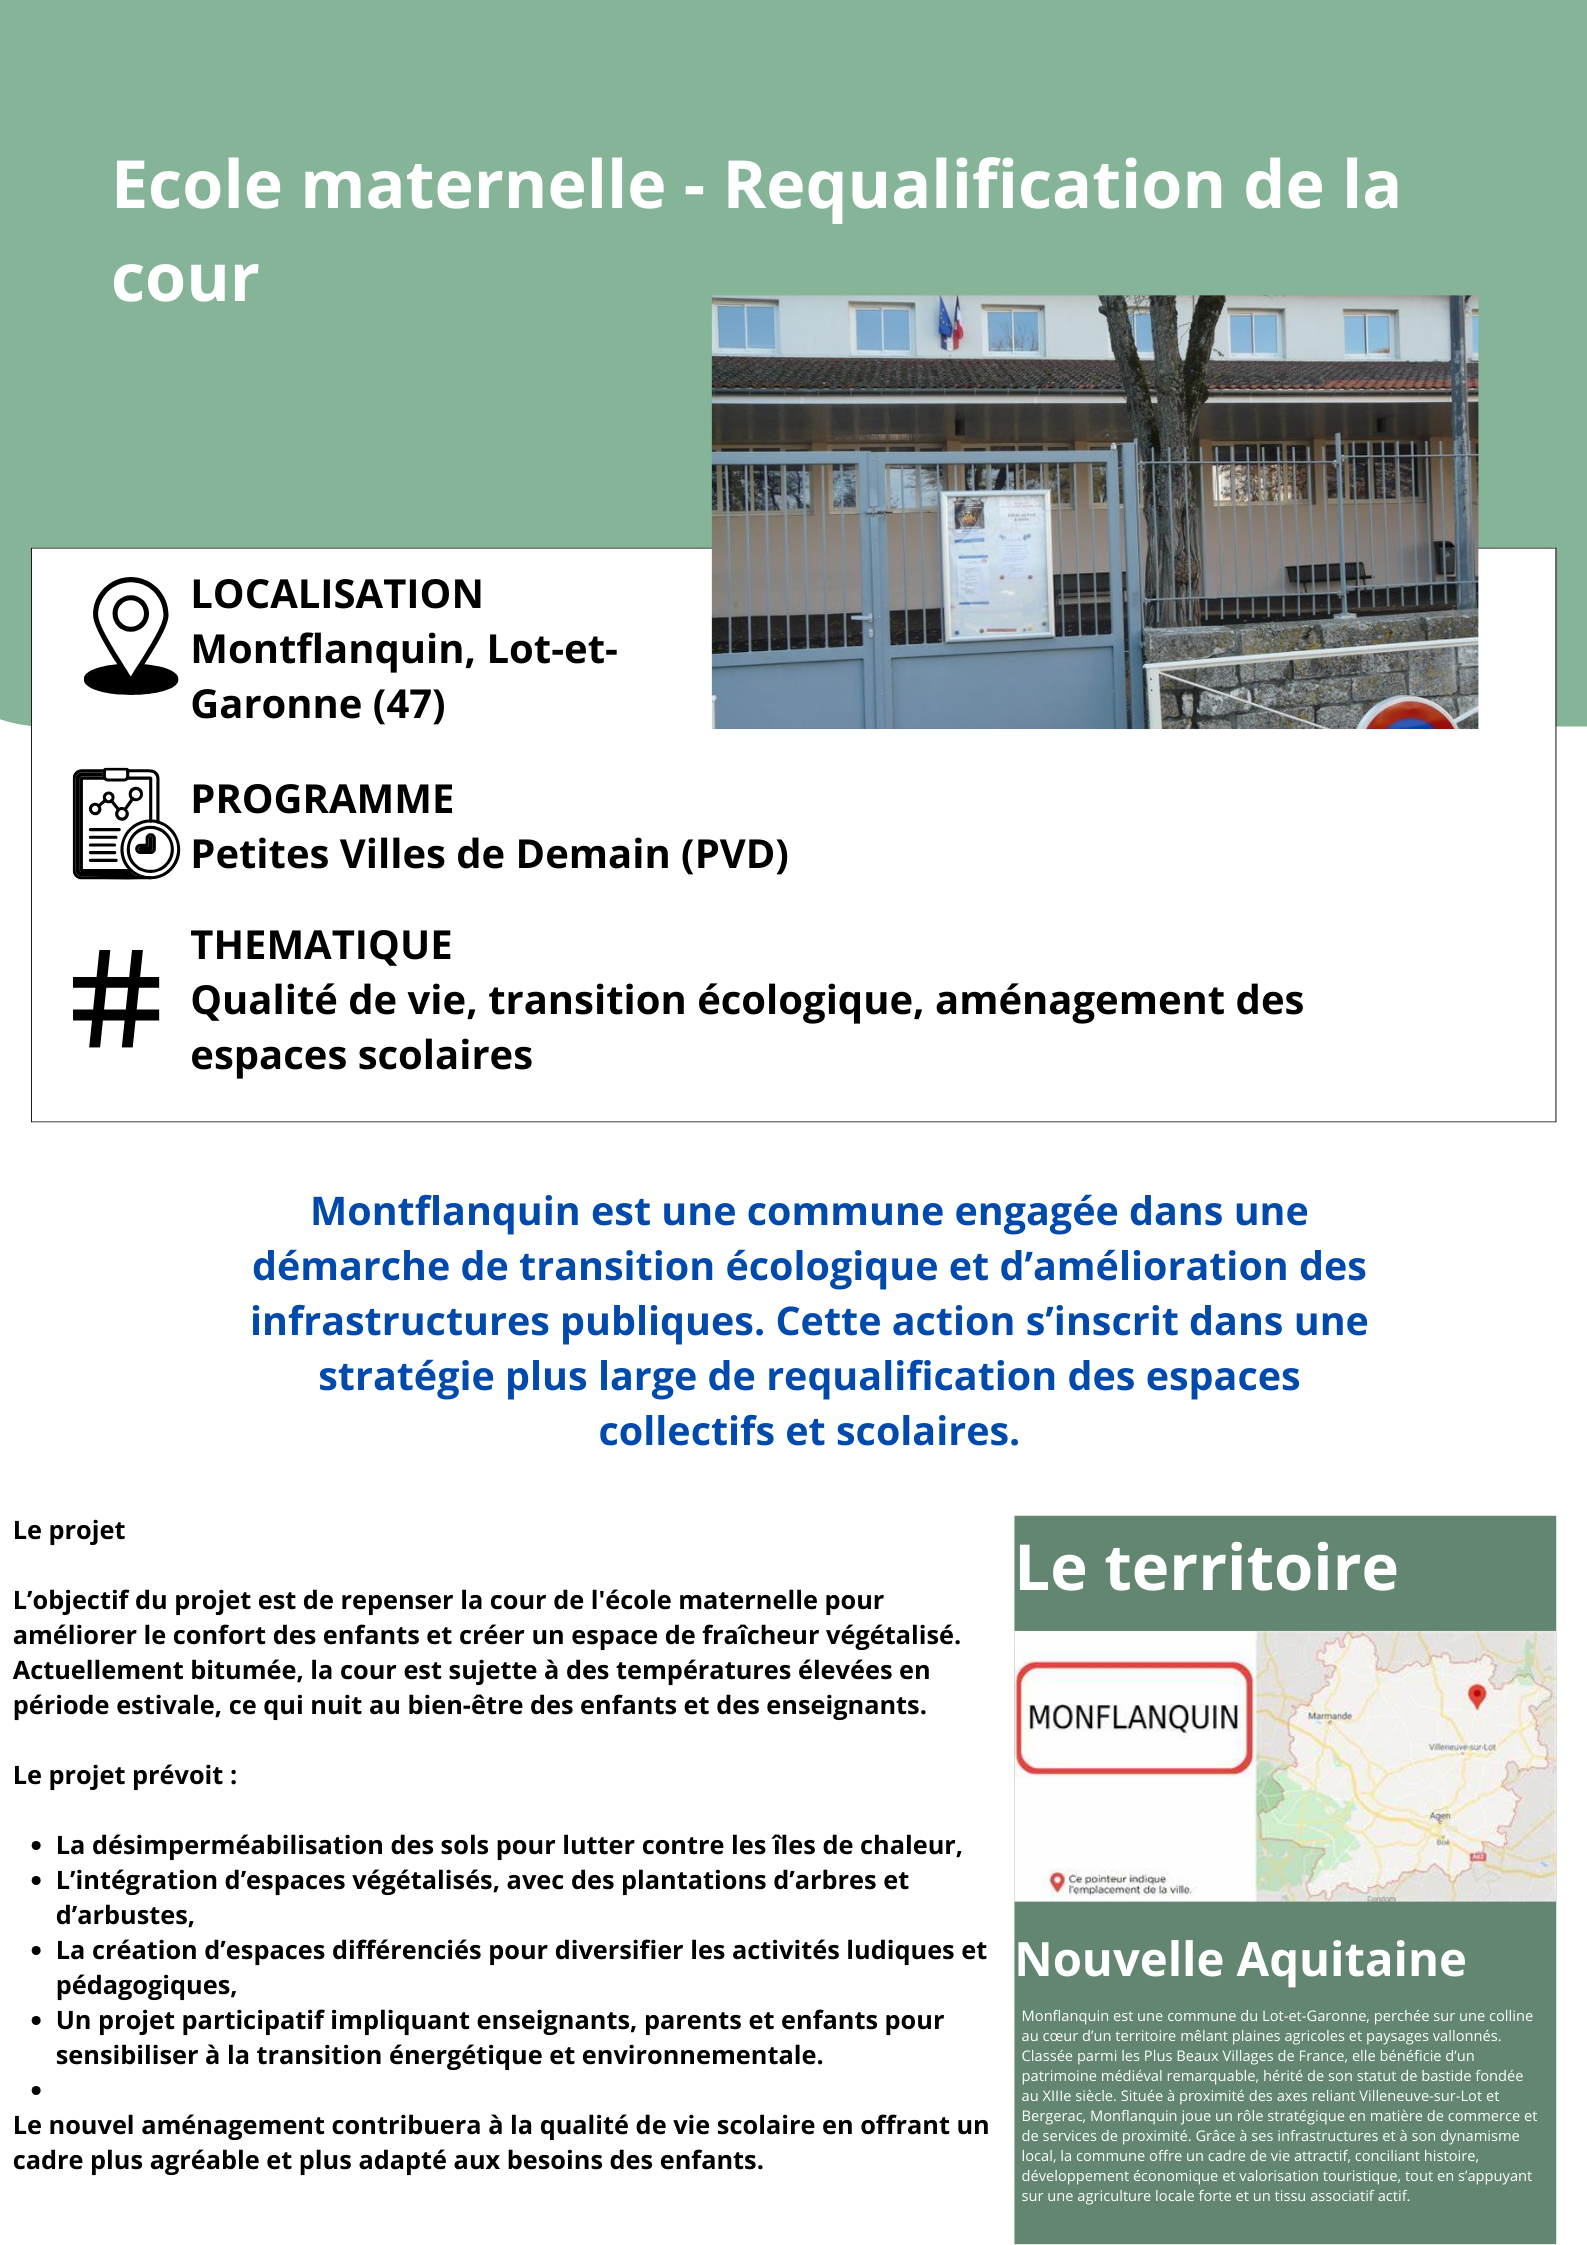 Ecole maternelle - Requalification de la
cour
LOCALISATION
Montflanquin, Lot-et-
Garonne (47)
PROGRAMME
Petites Villes de Demain (PVD)
#
THEMATIQUE
Qualité de vie, transition écologique, aménagement des
espaces scolaires
Montflanquin est une commune engagée dans une
démarche de transition écologique et d’amélioration des
infrastructures publiques. Cette action s’inscrit dans une
stratégie plus large de requalification des espaces
collectifs et scolaires.
Le projet
L’objectif du projet est de repenser la cour de l'école maternelle pour
améliorer le confort des enfants et créer un espace de fraîcheur végétalisé.
Actuellement bitumée, la cour est sujette à des températures élevées en
période estivale, ce qui nuit au bien-être des enfants et des enseignants.
Le projet prévoit :
• La désimperméabilisation des sols pour lutter contre les îles de chaleur,
• L’intégration d’espaces végétalisés, avec des plantations d’arbres et
d’arbustes,
• La création d’espaces différenciés pour diversifier les activités ludiques et
pédagogiques,
• Un projet participatif impliquant enseignants, parents et enfants pour
sensibiliser à la transition énergétique et environnementale.
•
Le nouvel aménagement contribuera à la qualité de vie scolaire en offrant un
cadre plus agréable et plus adapté aux besoins des enfants.
Le territoire
MONFLANQUIN
Marmande
Villeneuve-sur-Lot
Agen
Boé
A62
Condom
Ce pointeur indique
l'emplacement de la ville.
Nouvelle Aquitaine
Monflanquin est une commune du Lot-et-Garonne, perchée sur une colline
au cœur d’un territoire mêlant plaines agricoles et paysages vallonnés.
Classée parmi les Plus Beaux Villages de France, elle bénéficie d’un
patrimoine médiéval remarquable, hérité de son statut de bastide fondée
au XIIIe siècle. Située à proximité des axes reliant Villeneuve-sur-Lot et
Bergerac, Monflanquin joue un rôle stratégique en matière de commerce et
de services de proximité. Grâce à ses infrastructures et à son dynamisme
local, la commune offre un cadre de vie attractif, conciliant histoire,
développement économique et valorisation touristique, tout en s’appuyant
sur une agriculture locale forte et un tissu associatif actif.